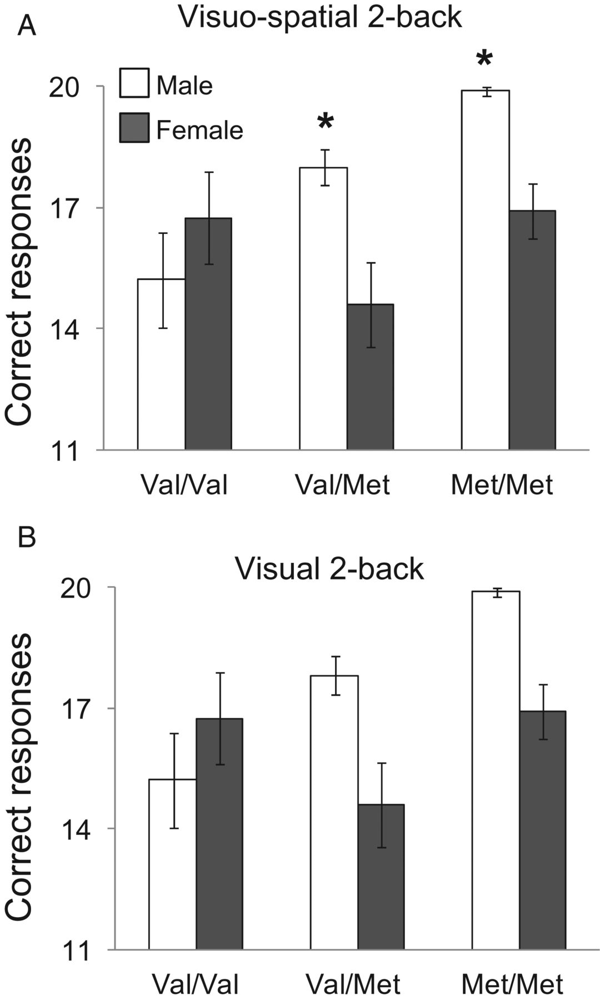 A
Visuo-spatial 2-back
*
20
Male
*
Female
17
14
11
Correct responses
Val/Val Val/Met Met/Met
B
Visual 2-back
20
17
14
11
Correct responses
Val/Val Val/Met Met/Met